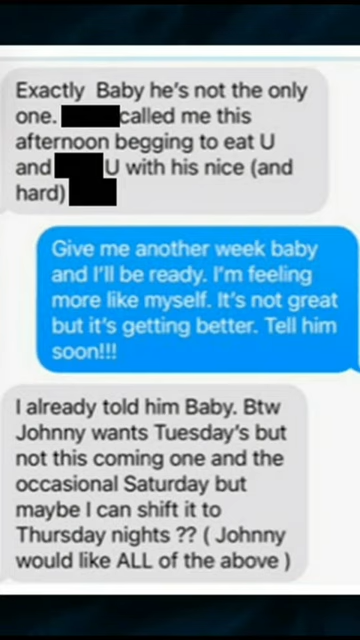 Exactly  Baby he's not the only
one. called me this
afternoon begging to eat U
and U with his nice (and
hard)
Give me another week baby
and I'll be ready. I'm feeling
more like myself. It's not great
but it's getting better. Tell him
soon!!!
I already told him Baby. Btw
Johnny wants Tuesday's but
not this coming one and the
occasional Saturday but
maybe I can shift it to
Thursday nights ?? ( Johnny
would like ALL of the above )